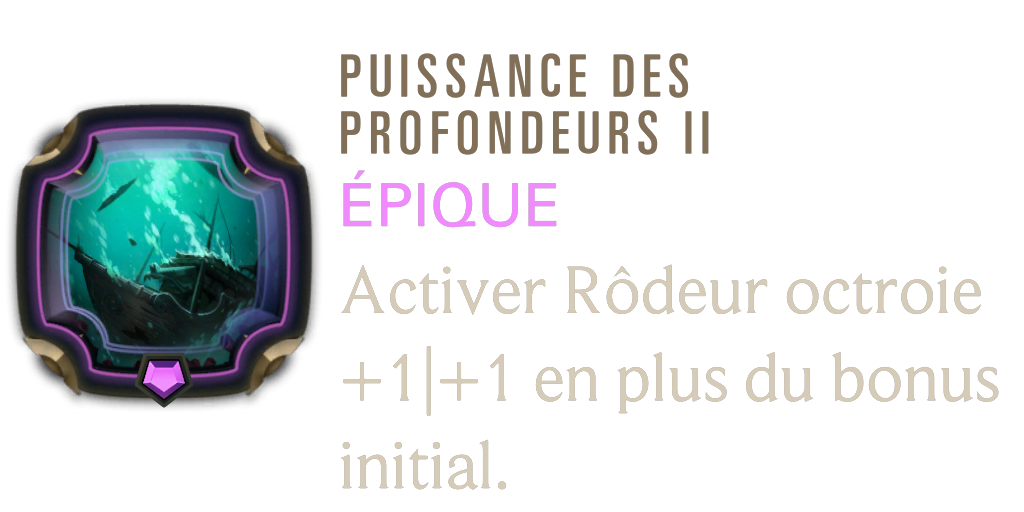 PUISSANCE DES
PROFONDEURS II
ÉPIQUE
Activer Rôdeur octroie
+1|+1 en plus du bonus
initial.